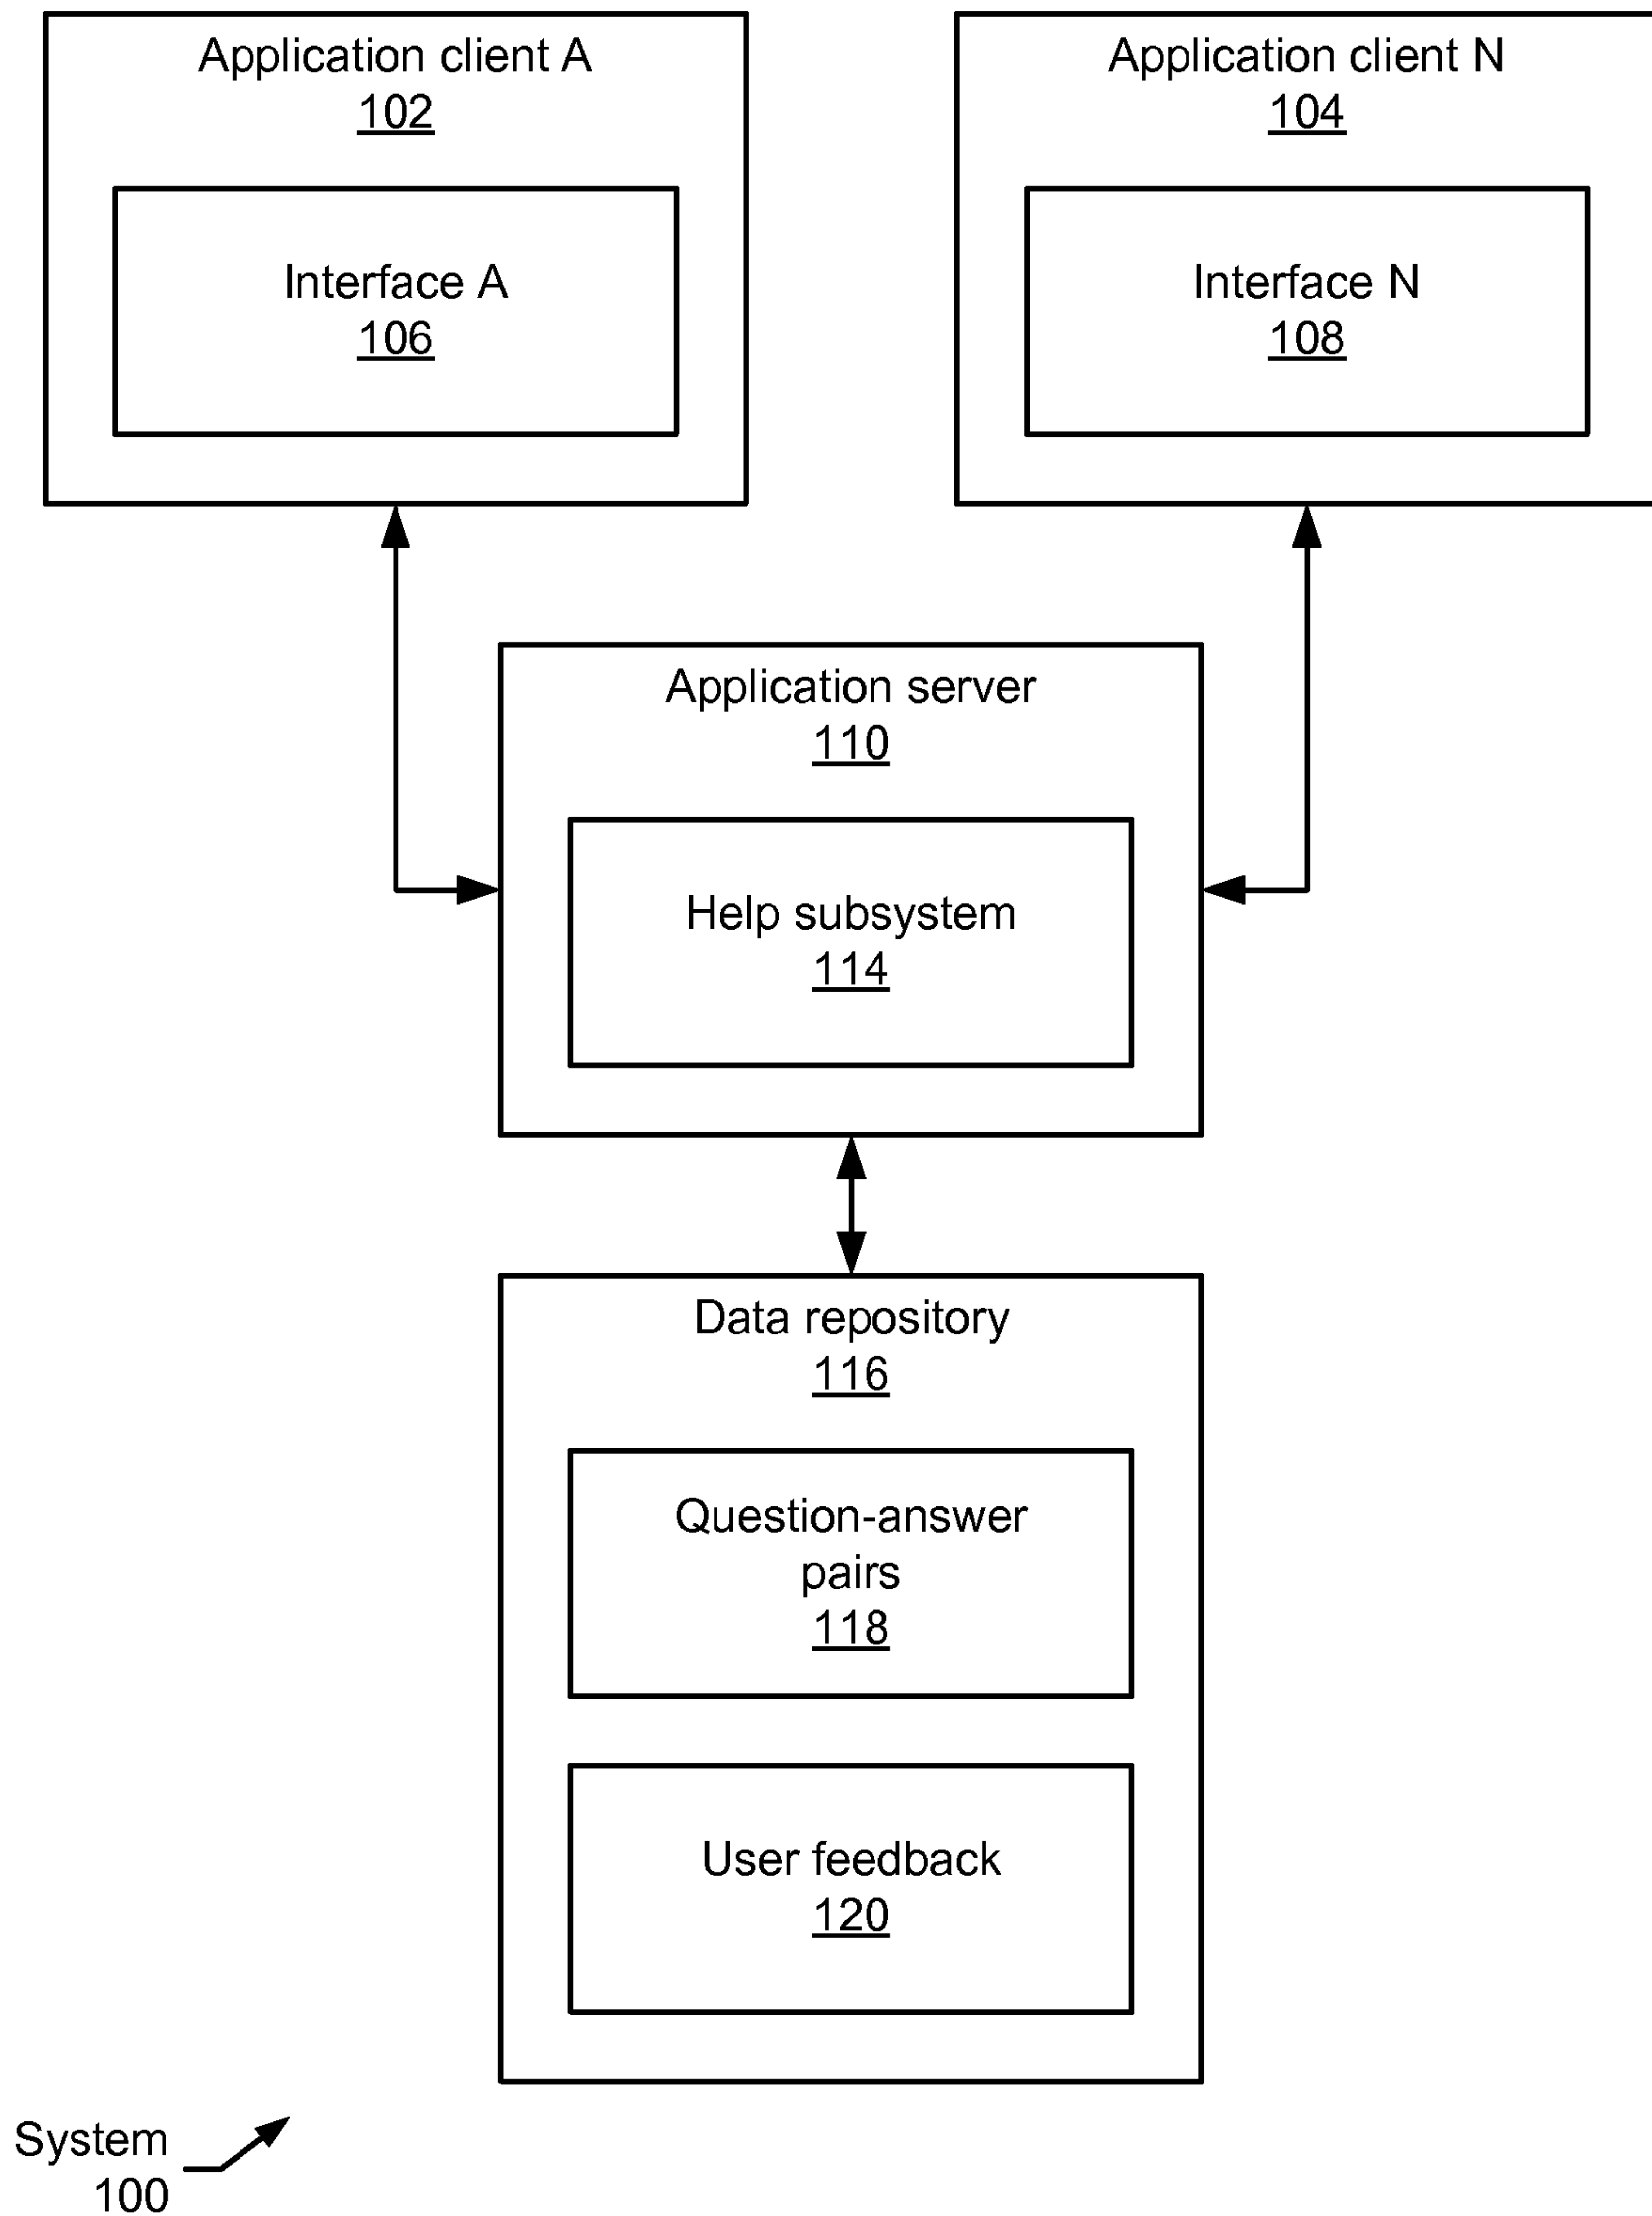 Application client A
102
Interface A
106
Application client N
104
Interface N
108
Application server
110
Help subsystem
114
Data repository
116
Question-answer
pairs
118
User feedback
120
System
100